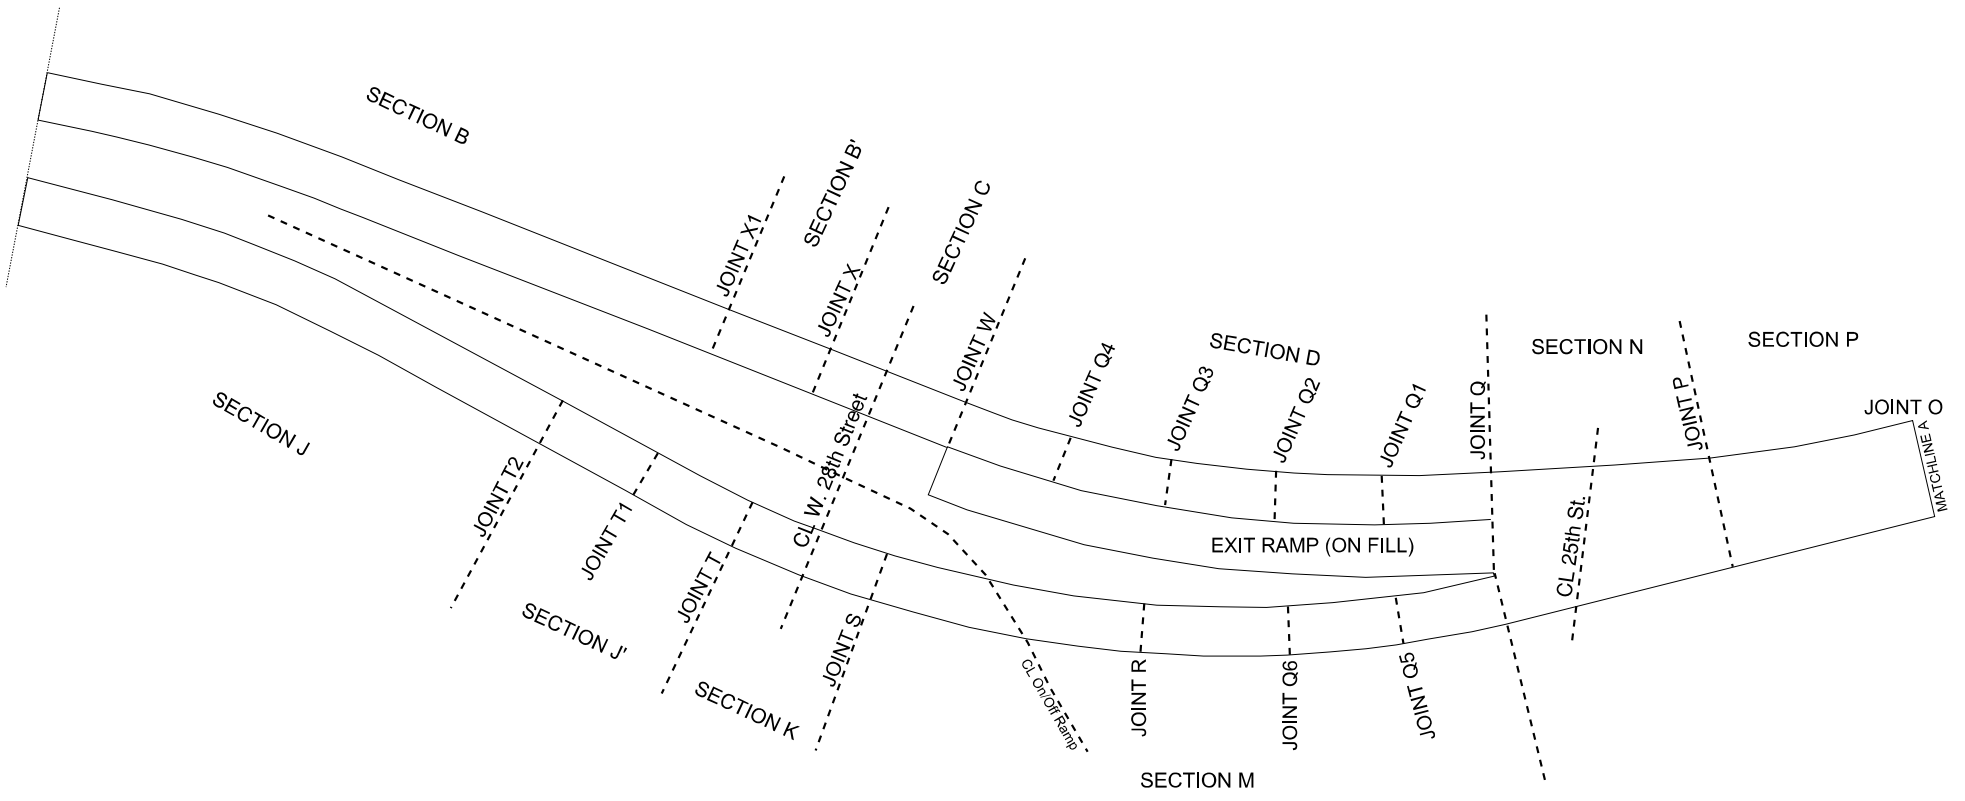 SECTION B
SECTION B'
SECTION C
JOINT X1
JOINT X
JOINT W
JOINT Q4
SECTION D
JOINT Q3
JOINT Q2
JOINT Q1
JOINT Q
SECTION N
SECTION P
JOINT P
JOINT O
MATCHLINE A
SECTION J
JOINT T2
JOINT T1
SECTION J'
JOINT T
CL W. 28th Street
EXIT RAMP (ON FILL)
CL 25th St.
SECTION K
JOINT S
CL On/Off Ramp
JOINT R
JOINT Q6
JOINT Q5
SECTION M